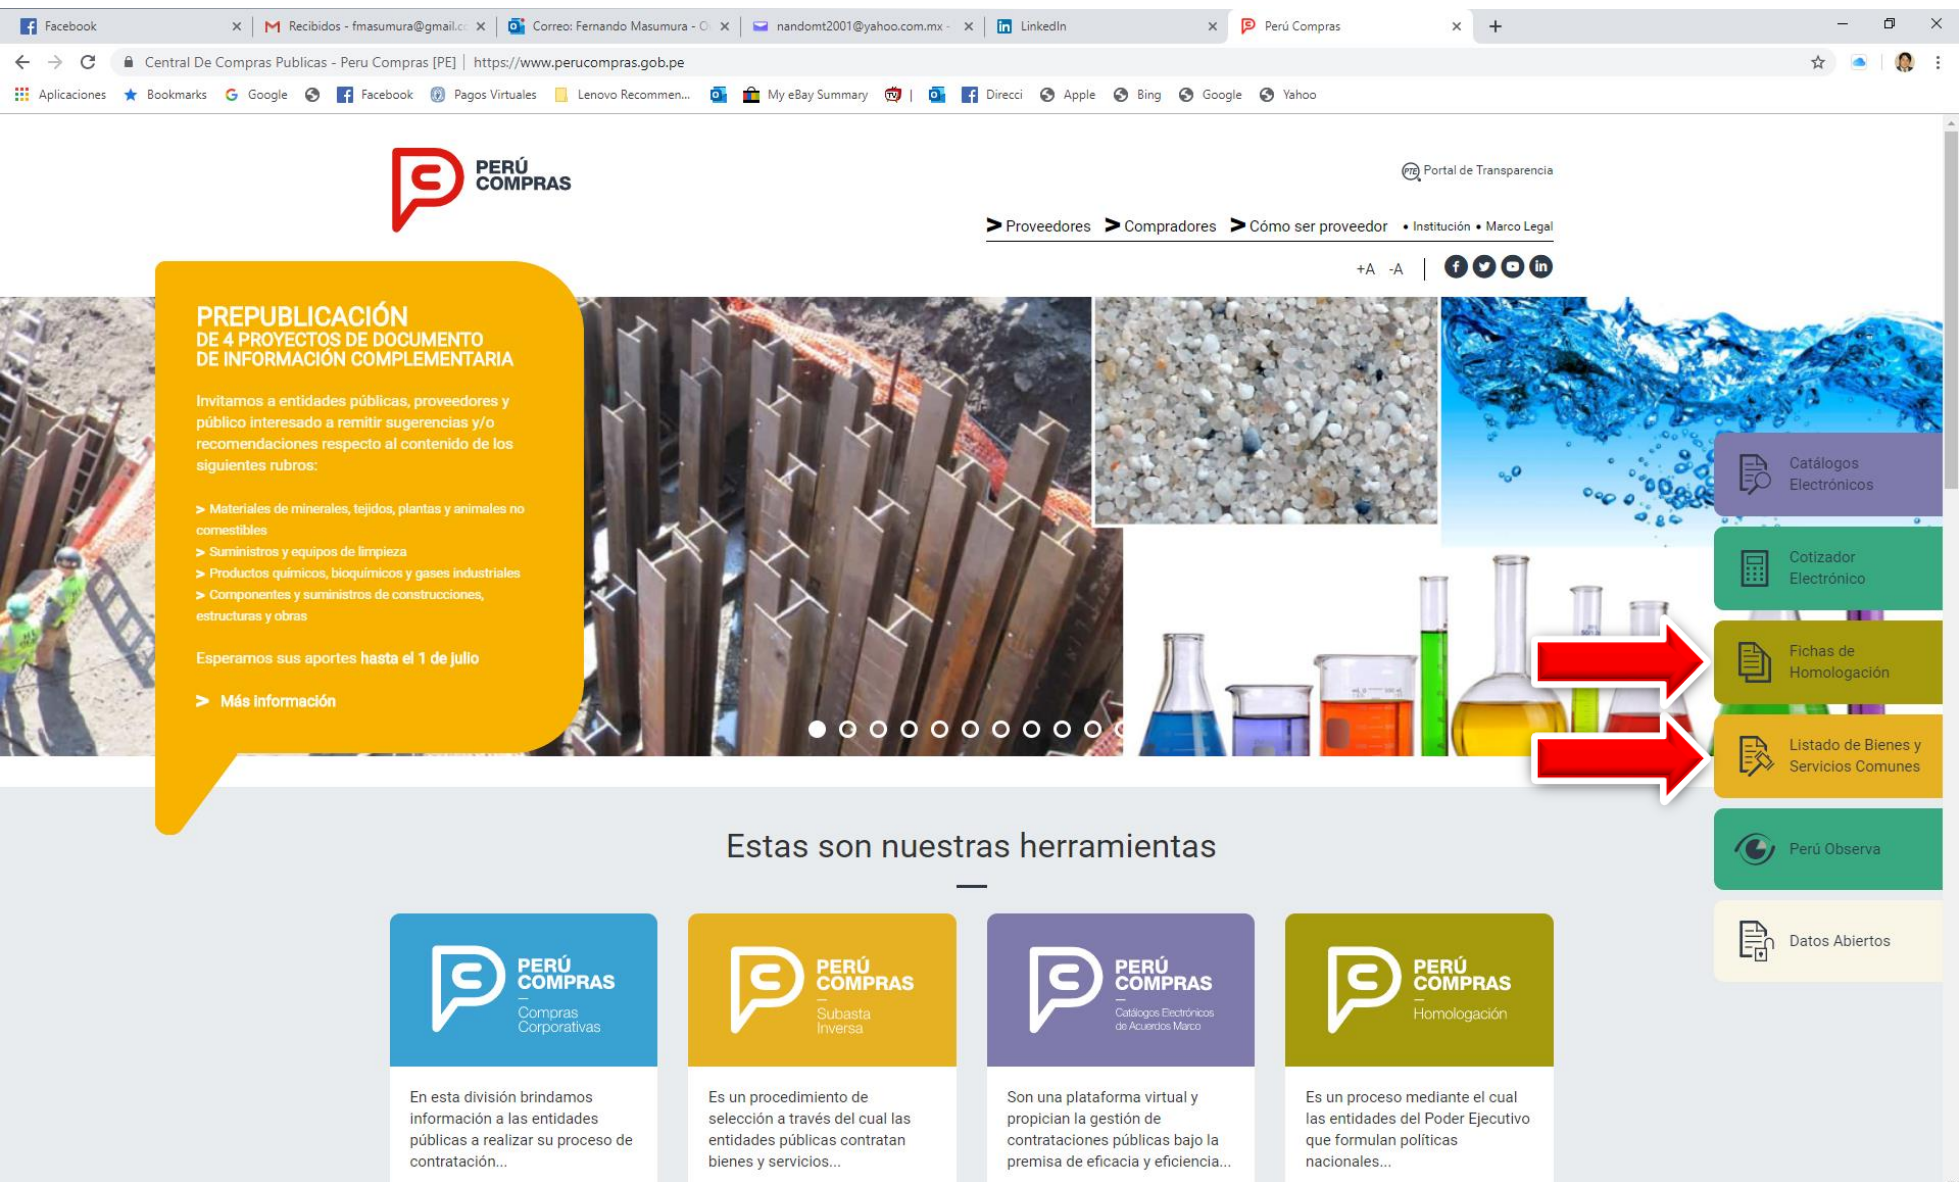 Facebook
Recibidos - fmasumura@gmail.cc
Correo: Fernando Masumura - O
nandomt2001@yahoo.com.mx -
LinkedIn
Perú Compras
Central De Compras Publicas - Peru Compras [PE] | https://www.perucompras.gob.pe
Aplicaciones Bookmarks Google Facebook Pagos Virtuales Lenovo Recommen... My eBay Summary | Direcci Apple Bing Google Yahoo
PERÚ
COMPRAS
PTE Portal de Transparencia
> Proveedores > Compradores > Cómo ser proveedor • Institución • Marco Legal
+A -A
PREPUBLICACIÓN
DE 4 PROYECTOS DE DOCUMENTO
DE INFORMACIÓN COMPLEMENTARIA
Invitamos a entidades públicas, proveedores y
público interesado a remitir sugerencias y/o
recomendaciones respecto al contenido de los
siguientes rubros:
> Materiales de minerales, tejidos, plantas y animales no
comestibles
> Suministros y equipos de limpieza
> Productos químicos, bioquímicos y gases industriales
> Componentes y suministros de construcciones,
estructuras y obras
Esperamos sus aportes hasta el 1 de julio
> Más información
Catálogos
Electrónicos
Cotizador
Electrónico
Fichas de
Homologación
Listado de Bienes y
Servicios Comunes
Perú Observa
Datos Abiertos
Estas son nuestras herramientas
PERÚ
COMPRAS
Compras
Corporativas
En esta división brindamos
información a las entidades
públicas a realizar su proceso de
contratación...
PERÚ
COMPRAS
Subasta
Inversa
Es un procedimiento de
selección a través del cual las
entidades públicas contratan
bienes y servicios...
PERÚ
COMPRAS
Catálogos Electrónicos
de Acuerdos Marco
Son una plataforma virtual y
propician la gestión de
contrataciones públicas bajo la
premisa de eficacia y eficiencia...
PERÚ
COMPRAS
Homologación
Es un proceso mediante el cual
las entidades del Poder Ejecutivo
que formulan políticas
nacionales...